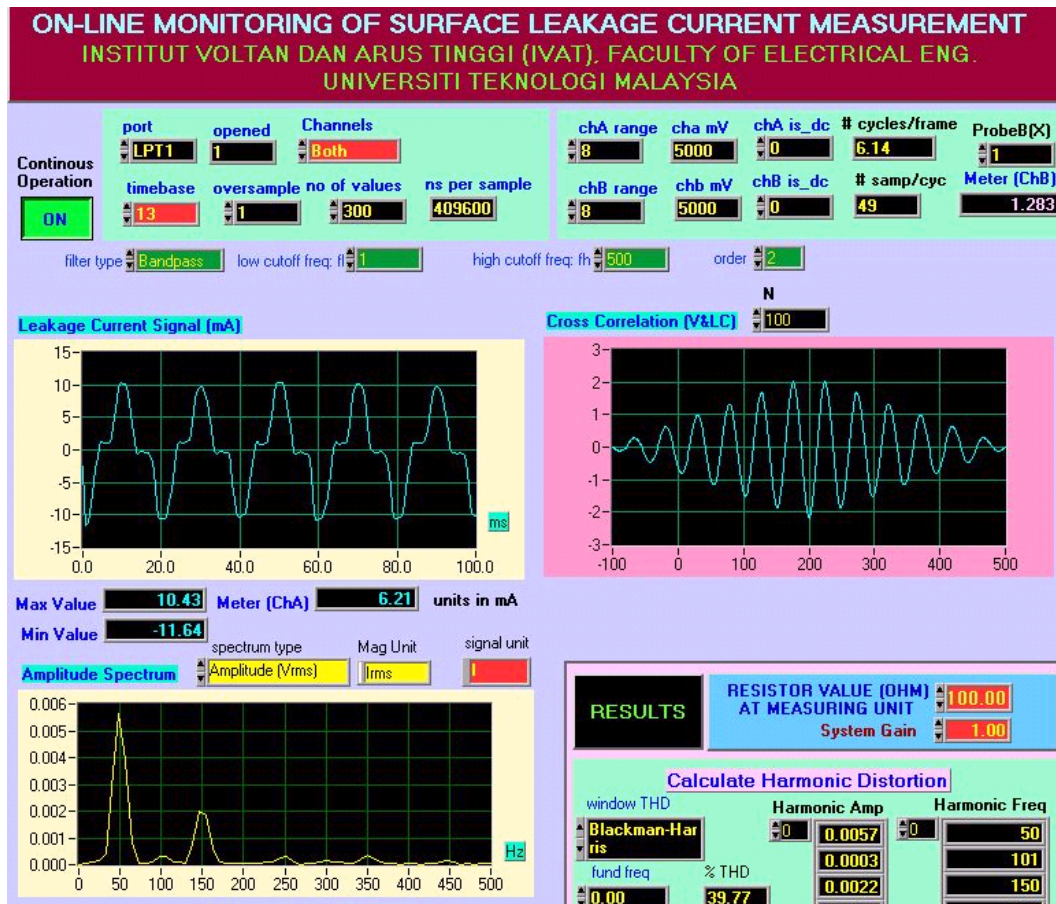 ON-LINE MONITORING OF SURFACE LEAKAGE CURRENT MEASUREMENT
INSTITUT VOLTAN DAN ARUS TINGGI (IVAT), FACULTY OF ELECTRICAL ENG.
UNIVERSITI TEKNOLOGI MALAYSIA
Continous
Operation
ON
port opened Channels
LPT1 1 Both
timebase oversample no of values ns per sample
13 1 300 409600
chA range cha mV chA is_dc # cycles/frame ProbeB(X)
8 5000 0 6.14 1
chB range chb mV chB is_dc # samp/cyc Meter (ChB)
8 5000 0 49 1.283
filter type Bandpass low cutoff freq: fl 1 high cutoff freq: fh 500 order 2
Leakage Current Signal (mA)
15
10
5
0
-5
-10
-15
0.0 20.0 40.0 60.0 80.0 100.0
ms
N
Cross Correlation (V&LC) 100
3
2
1
0
-1
-2
-3
-100 0 100 200 300 400 500
Max Value 10.43 Meter (ChA) 6.21 units in mA
Min Value -11.64
spectrum type Mag Unit signal unit
Amplitude Spectrum Amplitude (Vrms) Irms I
0.006
0.005
0.004
0.003
0.002
0.001
0.000
0 50 100 150 200 250 300 350 400 450 500
Hz
RESULTS
RESISTOR VALUE (OHM) 100.00
AT MEASURING UNIT
System Gain 1.00
Calculate Harmonic Distortion
window THD Harmonic Amp Harmonic Freq
Blackman-Har
ris
0 0.0057 0 50
0.0003 101
0.0022 150
fund freq % THD
0.00 39.77